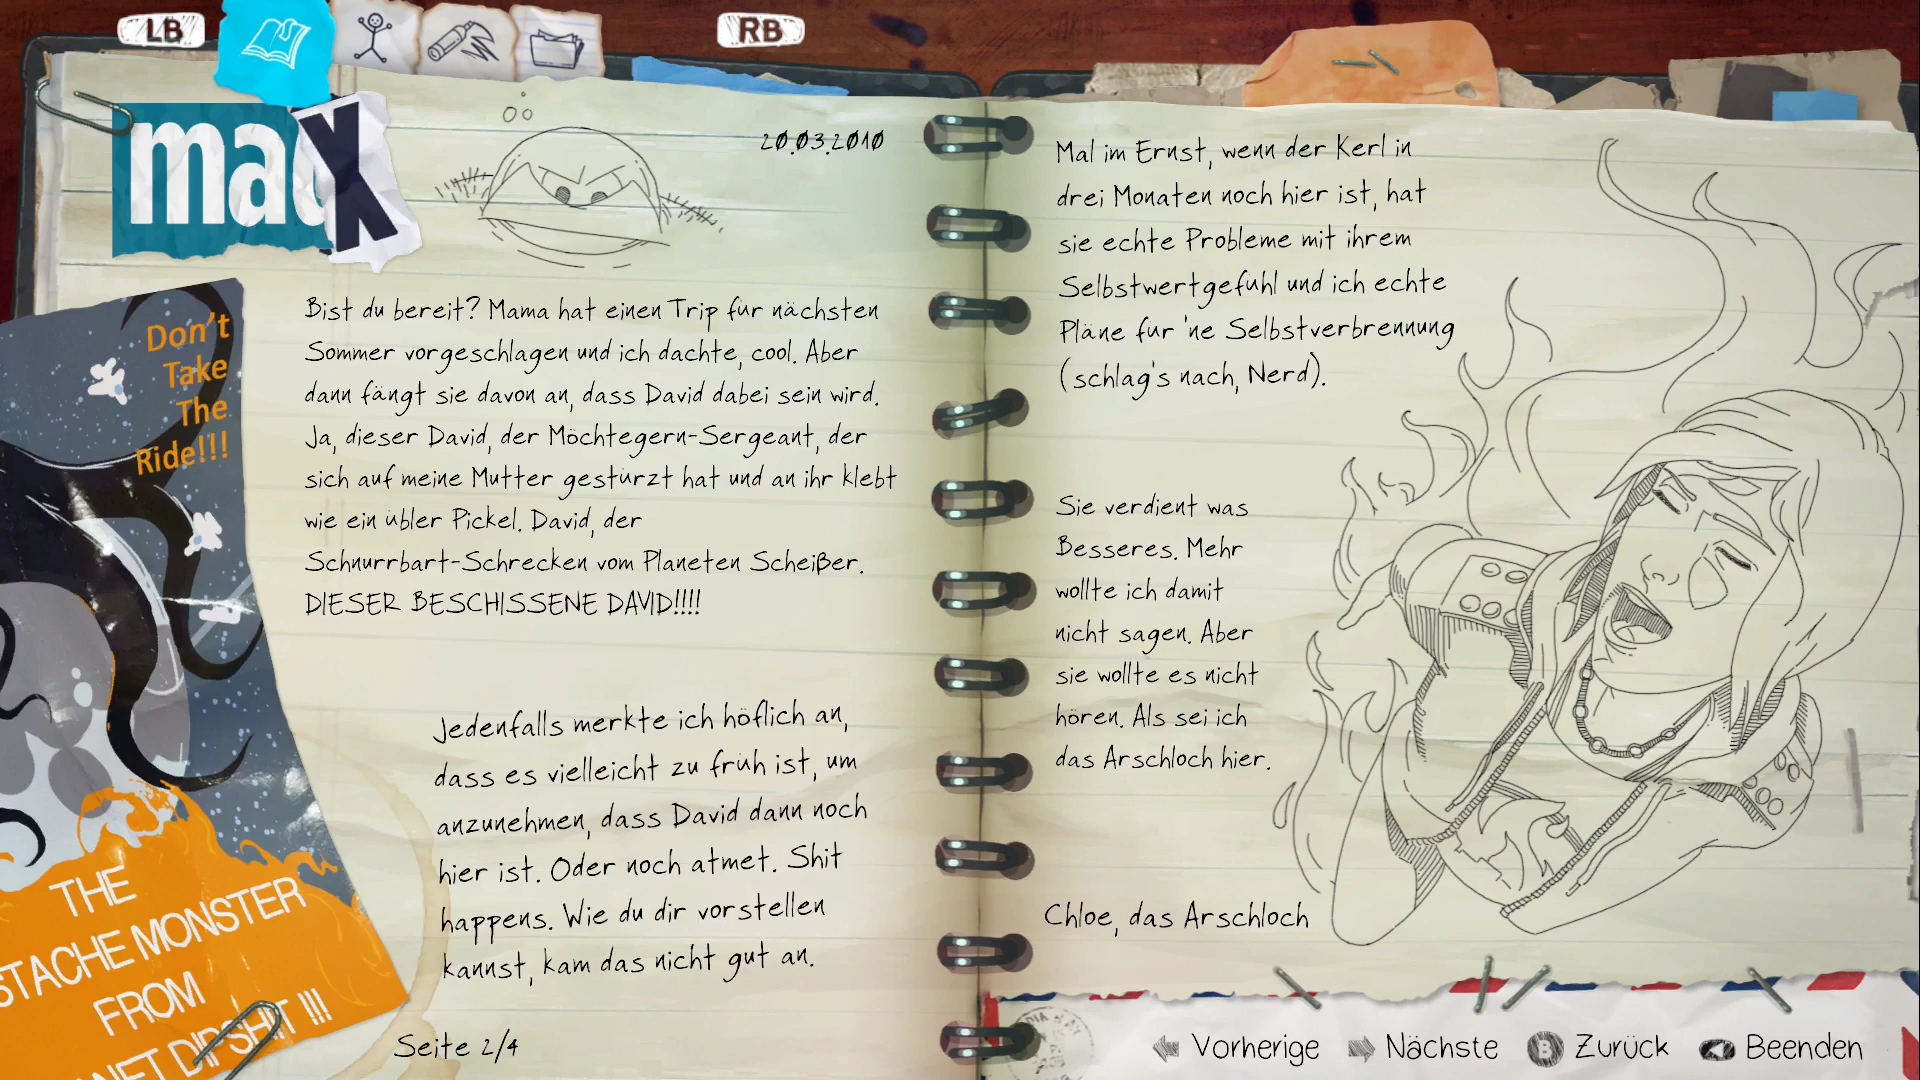 LB
RB
maX
20.03.2010
Don't
Take
The
Ride!!!
Bist du bereit? Mama hat einen Trip für nächsten
Sommer vorgeschlagen und ich dachte, cool. Aber
dann fängt sie davon an, dass David dabei sein wird.
Ja, dieser David, der Möchtegern-Sergeant, der
sich auf meine Mutter gestürzt hat und an ihr klebt
wie ein übler Pickel. David, der
Schnurrbart-Schrecken vom Planeten Scheißer.
DIESER BESCHISSENE DAVID!!!!
Jedenfalls merkte ich höflich an,
dass es vielleicht zu früh ist, um
anzunehmen, dass David dann noch
hier ist. Oder noch atmet. Shit
happens. Wie du dir vorstellen
kannst, kam das nicht gut an.
THE
STACHE MONSTER
FROM
NET DIPSHIT !!!
Seite 2/4
Mal im Ernst, wenn der Kerl in
drei Monaten noch hier ist, hat
sie echte Probleme mit ihrem
Selbstwertgefühl und ich echte
Pläne für 'ne Selbstverbrennung
(schlag's nach, Nerd).
Sie verdient was
Besseres. Mehr
wollte ich damit
nicht sagen. Aber
sie wollte es nicht
hören. Als sei ich
das Arschloch hier.
Chloe, das Arschloch
Vorherige
Nächste
B Zurück
Beenden